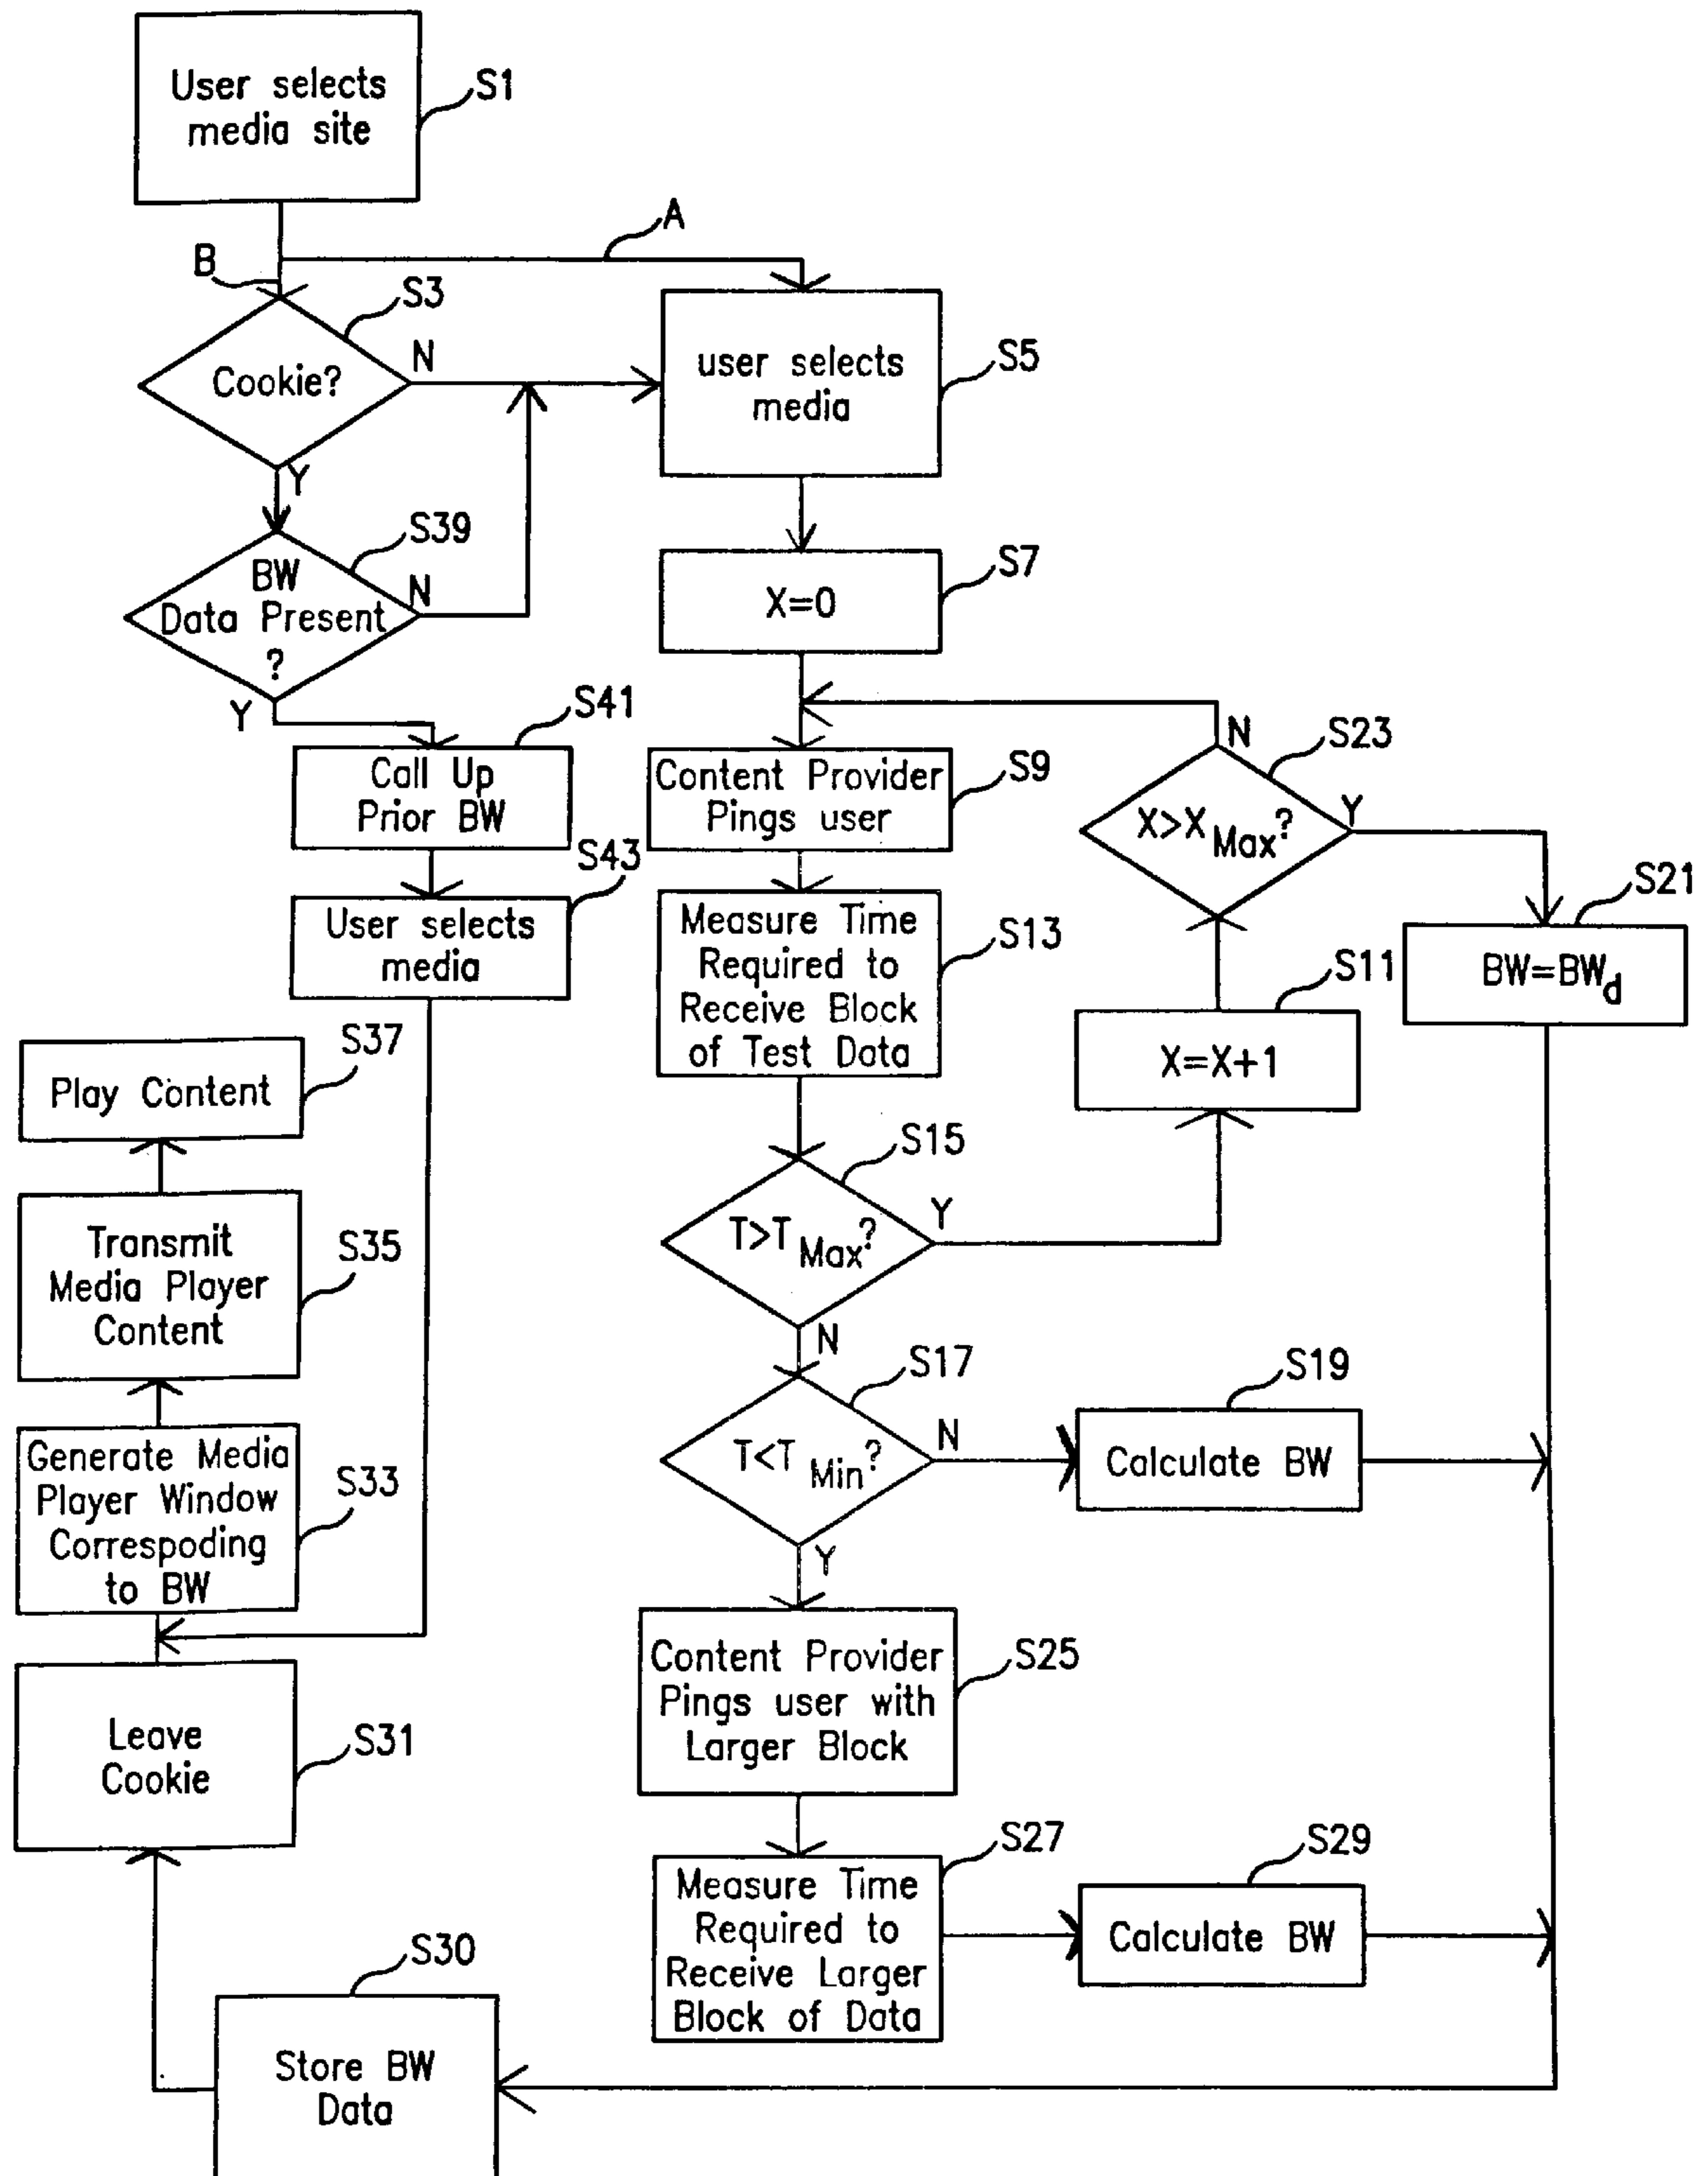 User selects
media site
S1
A
B
S3
Cookie?
N
Y
user selects
media
S5
S39
BW
Data Present
?
N
Y
X=0
S7
S41
Call Up
Prior BW
S43
User selects
media
Content Provider
Pings user
S9
N
S23
X>X Max?
Y
S21
BW=BWd
Measure Time
Required to
Receive Block
of Test Data
S13
S11
X=X+1
S37
Play Content
S15
T>T Max?
Y
N
Transmit
Media Player
Content
S35
S17
T<T Min?
N
Y
S19
Calculate BW
Generate Media
Player Window
Correspoding
to BW
S33
Content Provider
Pings user with
Larger Block
S25
Leave
Cookie
S31
S27
Measure Time
Required to
Receive Larger
Block of Data
S29
Calculate BW
S30
Store BW
Data